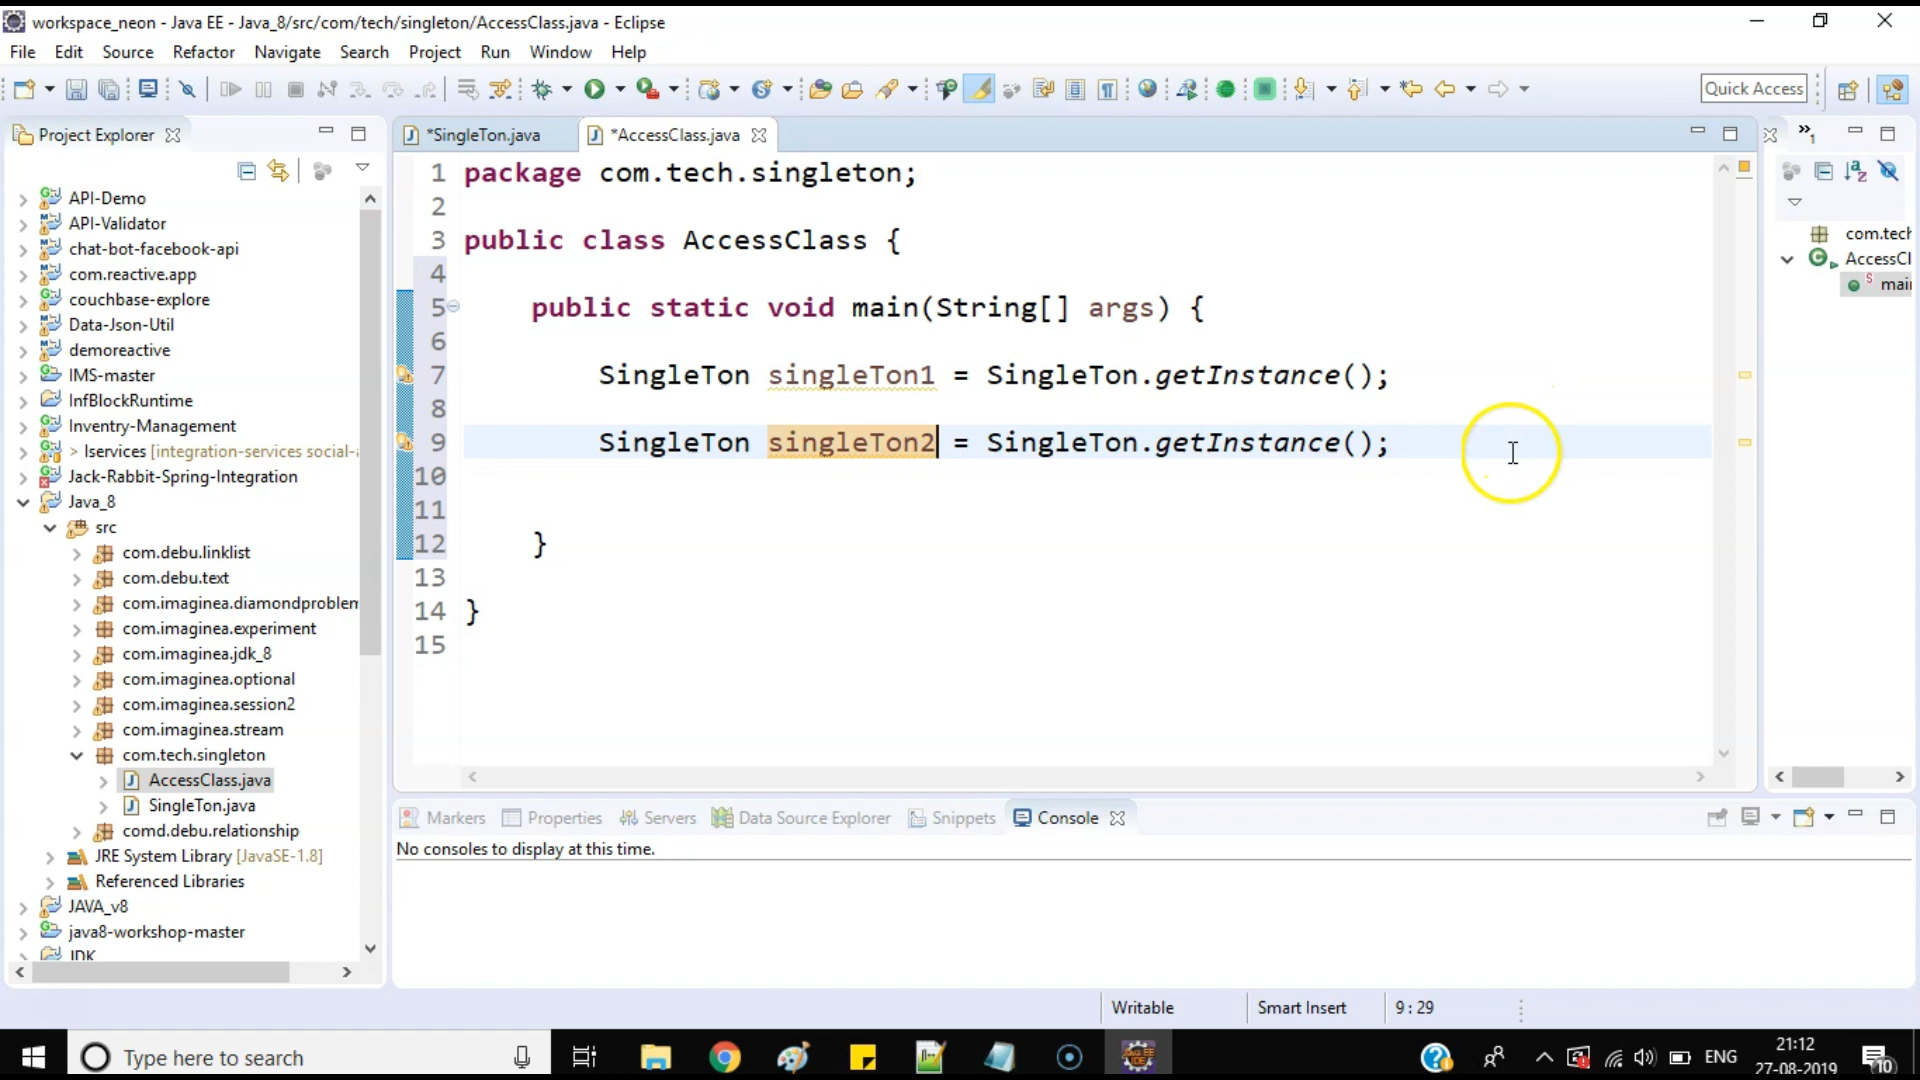 workspace_neon - Java EE - Java_8/src/com/tech/singleton/AccessClass.java - Eclipse
File Edit Source Refactor Navigate Search Project Run Window Help
Quick Access
Project Explorer
*SingleTon.java
*AccessClass.java
»1
API-Demo
API-Validator
chat-bot-facebook-api
com.reactive.app
couchbase-explore
Data-Json-Util
demoreactive
IMS-master
InfBlockRuntime
Inventry-Management
> Iservices [integration-services social-
Jack-Rabbit-Spring-Integration
Java_8
src
com.debu.linklist
com.debu.text
com.imaginea.diamondproblem
com.imaginea.experiment
com.imaginea.jdk_8
com.imaginea.optional
com.imaginea.session2
com.imaginea.stream
com.tech.singleton
AccessClass.java
SingleTon.java
comd.debu.relationship
JRE System Library [JavaSE-1.8]
Referenced Libraries
JAVA_v8
java8-workshop-master
JDK
1 package com.tech.singleton;
2
3 public class AccessClass {
4
5 public static void main(String[] args) {
6
7 SingleTon singleTon1 = SingleTon.getInstance();
8
9 SingleTon singleTon2 = SingleTon.getInstance();
10
11
12 }
13
14 }
15
com.tech
AccessCl
mai
Markers Properties Servers Data Source Explorer Snippets Console
No consoles to display at this time.
Writable Smart Insert 9 : 29
Type here to search
ENG
21:12
27-08-2019
10